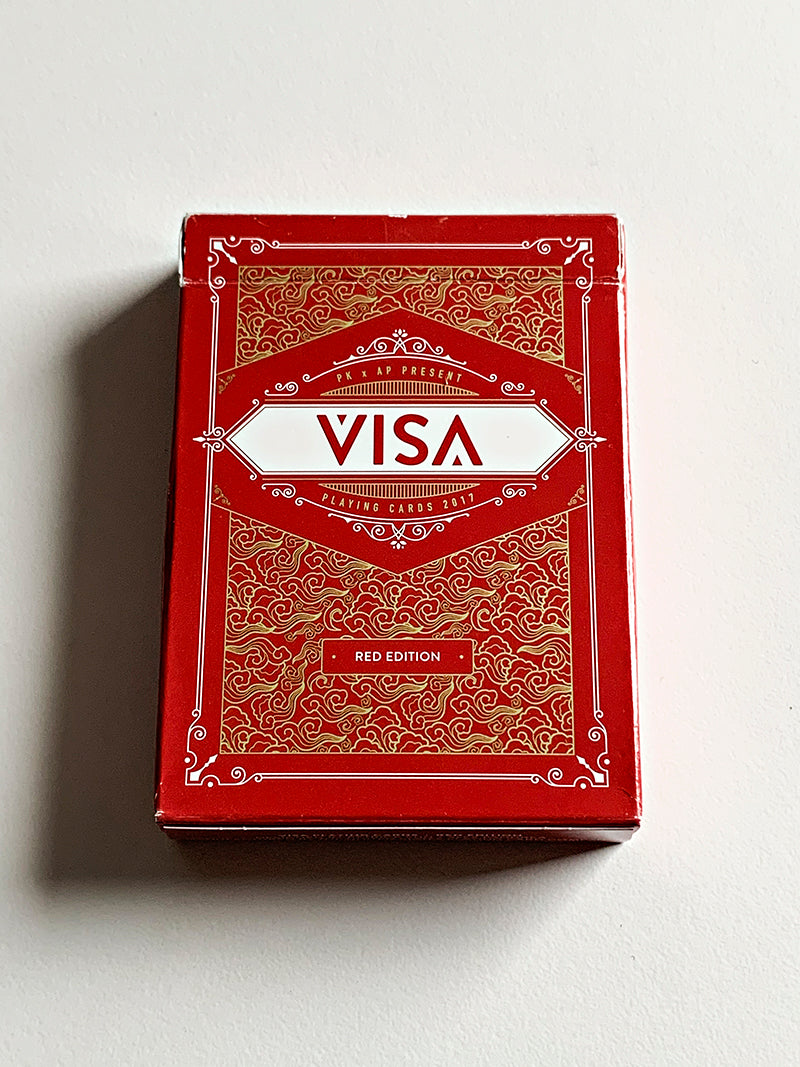 PK x AP PRESENT
VISA
PLAYING CARDS 2017
RED EDITION